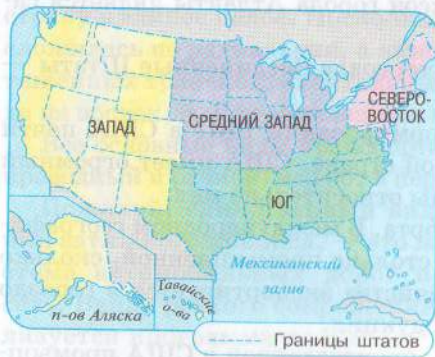 ЗАПАД
СРЕДНИЙ ЗАПАД
СЕВЕРО-
ВОСТОК
ЮГ
Мексиканский
залив
п-ов Аляска
Гавайские
о-ва
Границы штатов